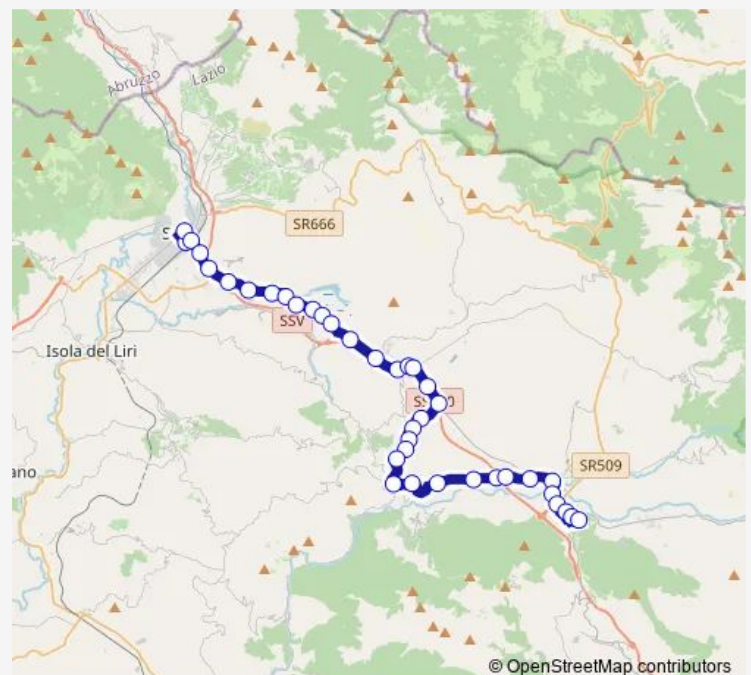 Abruzzo
Lazio
SR666
SSV
Isola del Liri
SR509
ano
© OpenStreetMap contributors